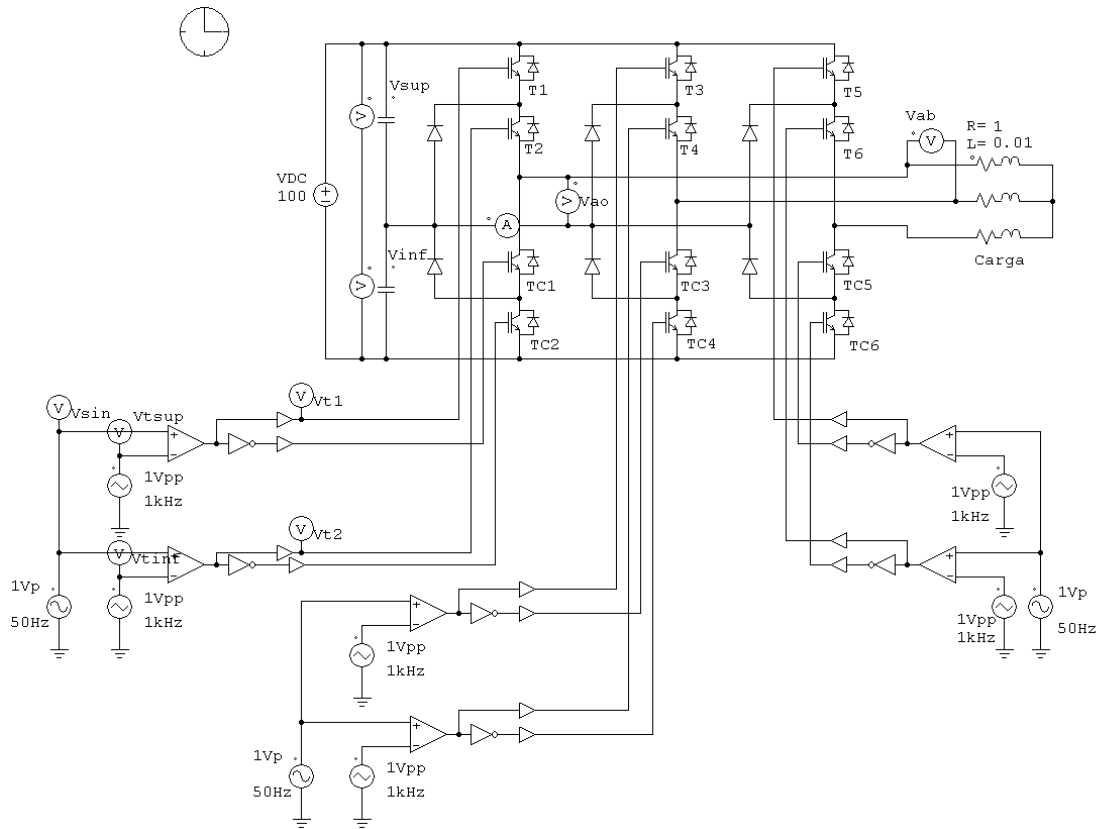 Vsup
T1
T3
T5
Vab
R= 1
L= 0.01
T2
T4
T6
VDC
100
V
V
V
V
A
Vao
Vinf
Carga
TC1
TC3
TC5
TC2
TC4
TC6
V
Vsin
V
Vtsup
V
Vt1
1Vpp
1kHz
1Vpp
1kHz
V
Vtinf
V
Vt2
1Vp
50Hz
1Vpp
1kHz
1Vpp
1kHz
1Vp
50Hz
1Vpp
1kHz
1Vp
50Hz
1Vpp
1kHz